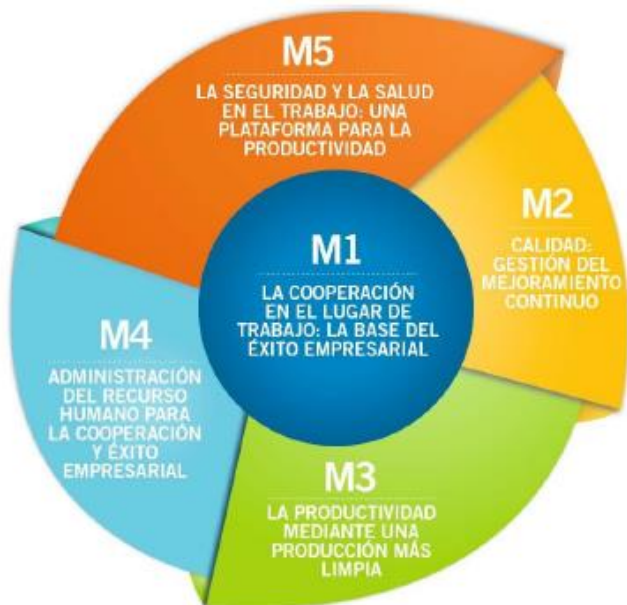 M5
LA SEGURIDAD Y LA SALUD
EN EL TRABAJO: UNA
PLATAFORMA PARA LA
PRODUCTIVIDAD
M2
CALIDAD:
GESTIÓN DEL
MEJORAMIENTO
CONTINUO
M1
LA COOPERACIÓN
EN EL LUGAR DE
TRABAJO: LA BASE DEL
ÉXITO EMPRESARIAL
M4
ADMINISTRACIÓN
DEL RECURSO
HUMANO PARA
LA COOPERACIÓN
Y ÉXITO
EMPRESARIAL
M3
LA PRODUCTIVIDAD
MEDIANTE UNA
PRODUCCIÓN MÁS
LIMPIA